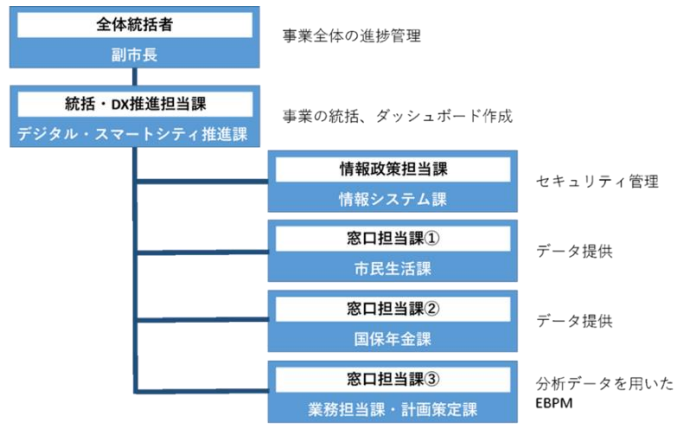 全体統括者
副市長
事業全体の進捗管理
統括・DX推進担当課
デジタル・スマートシティ推進課
事業の統括、ダッシュボード作成
情報政策担当課
情報システム課
セキュリティ管理
窓口担当課①
市民生活課
データ提供
窓口担当課②
国保年金課
データ提供
窓口担当課③
業務担当課・計画策定課
分析データを用いた
EBPM